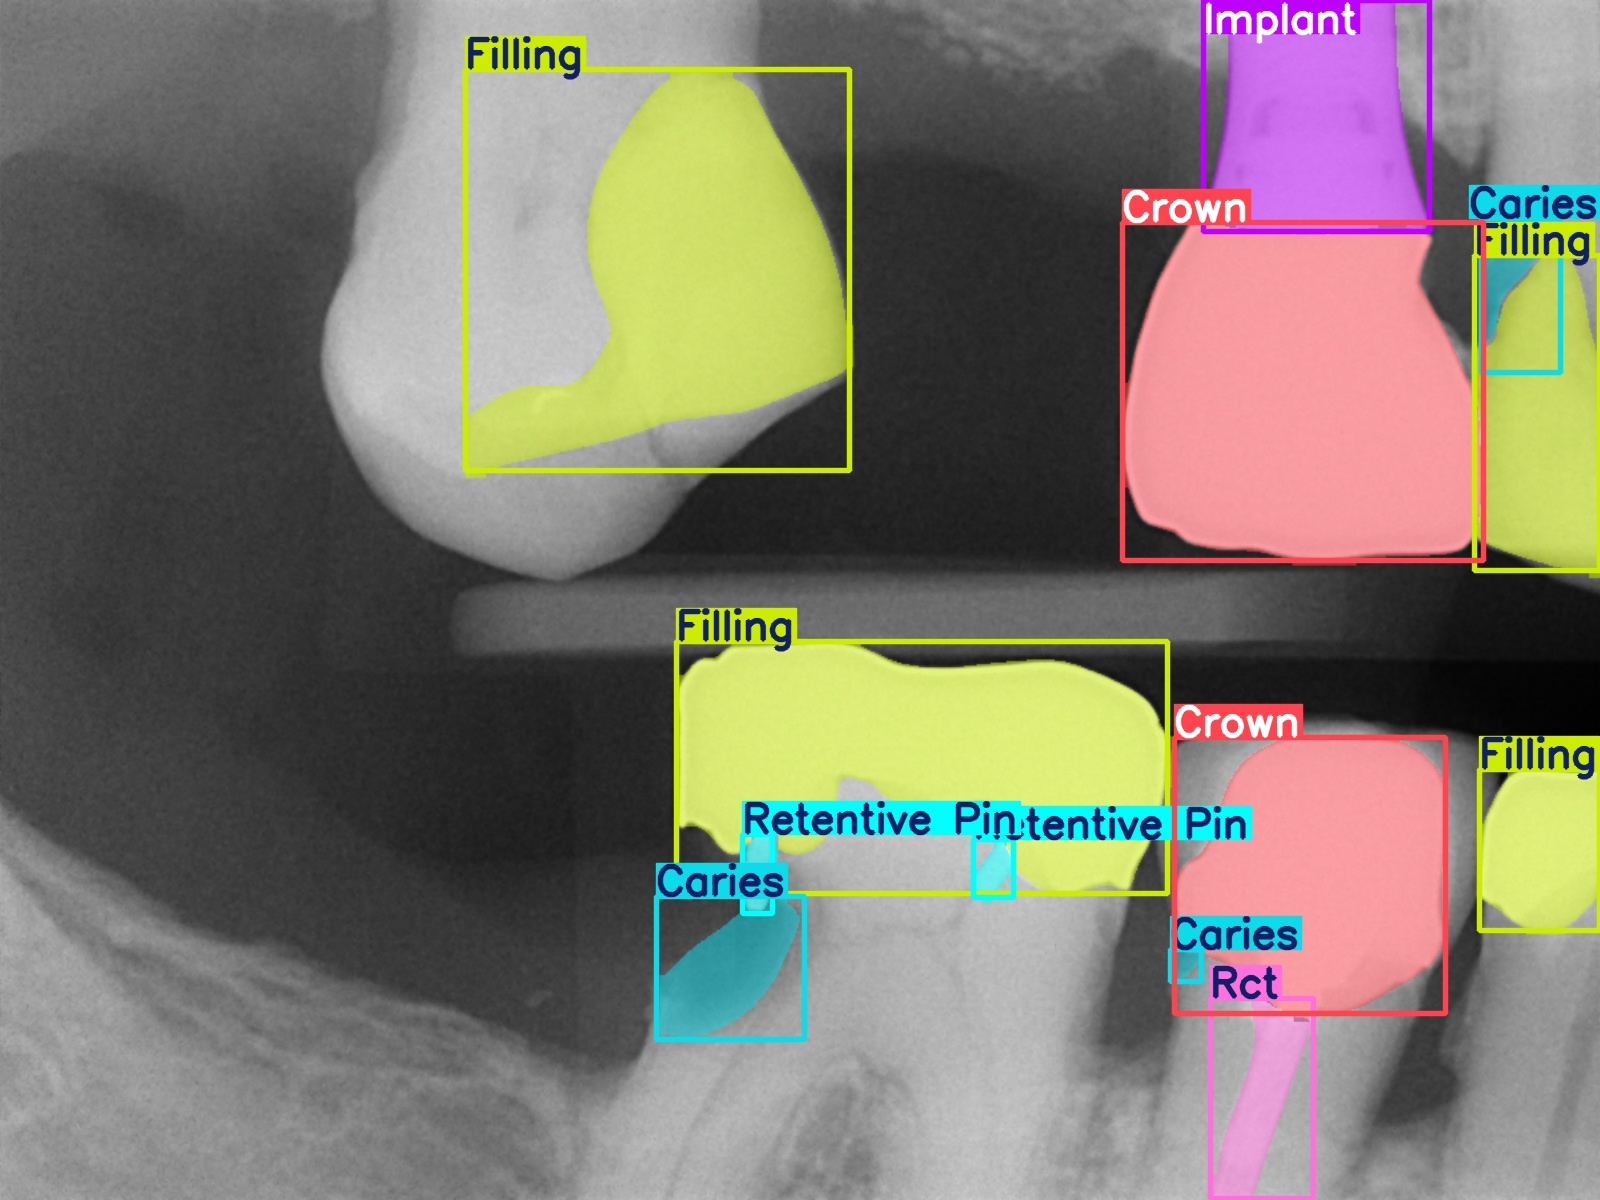 Implant
Filling
Crown
Caries
Filling
Filling
Crown
Filling
Retentive Pin
tentive Pin
Caries
Caries
Rct